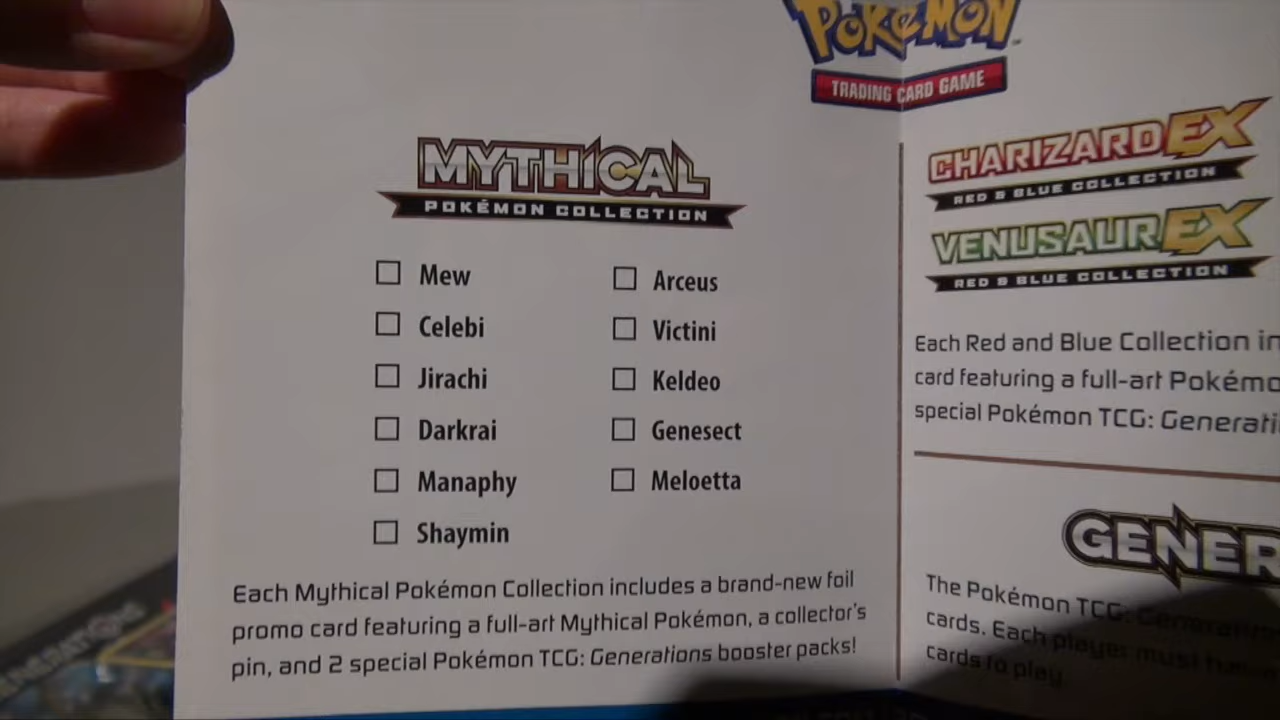 POKÉMON
TRADING CARD GAME
MYTHICAL
POKÉMON COLLECTION
Mew
Celebi
Jirachi
Darkrai
Manaphy
Shaymin
Arceus
Victini
Keldeo
Genesect
Meloetta
Each Mythical Pokémon Collection includes a brand-new foil
promo card featuring a full-art Mythical Pokémon, a collector's
pin, and 2 special Pokémon TCG: Generations booster packs!
CHARIZARD EX
RED & BLUE COLLECTION
VENUSAUR EX
RED & BLUE COLLECTION
Each Red and Blue Collection in
card featuring a full-art Pokémo
special Pokémon TCG: Generati
GENER
The Pokémon TCG:
cards. Each player must
cards to play.